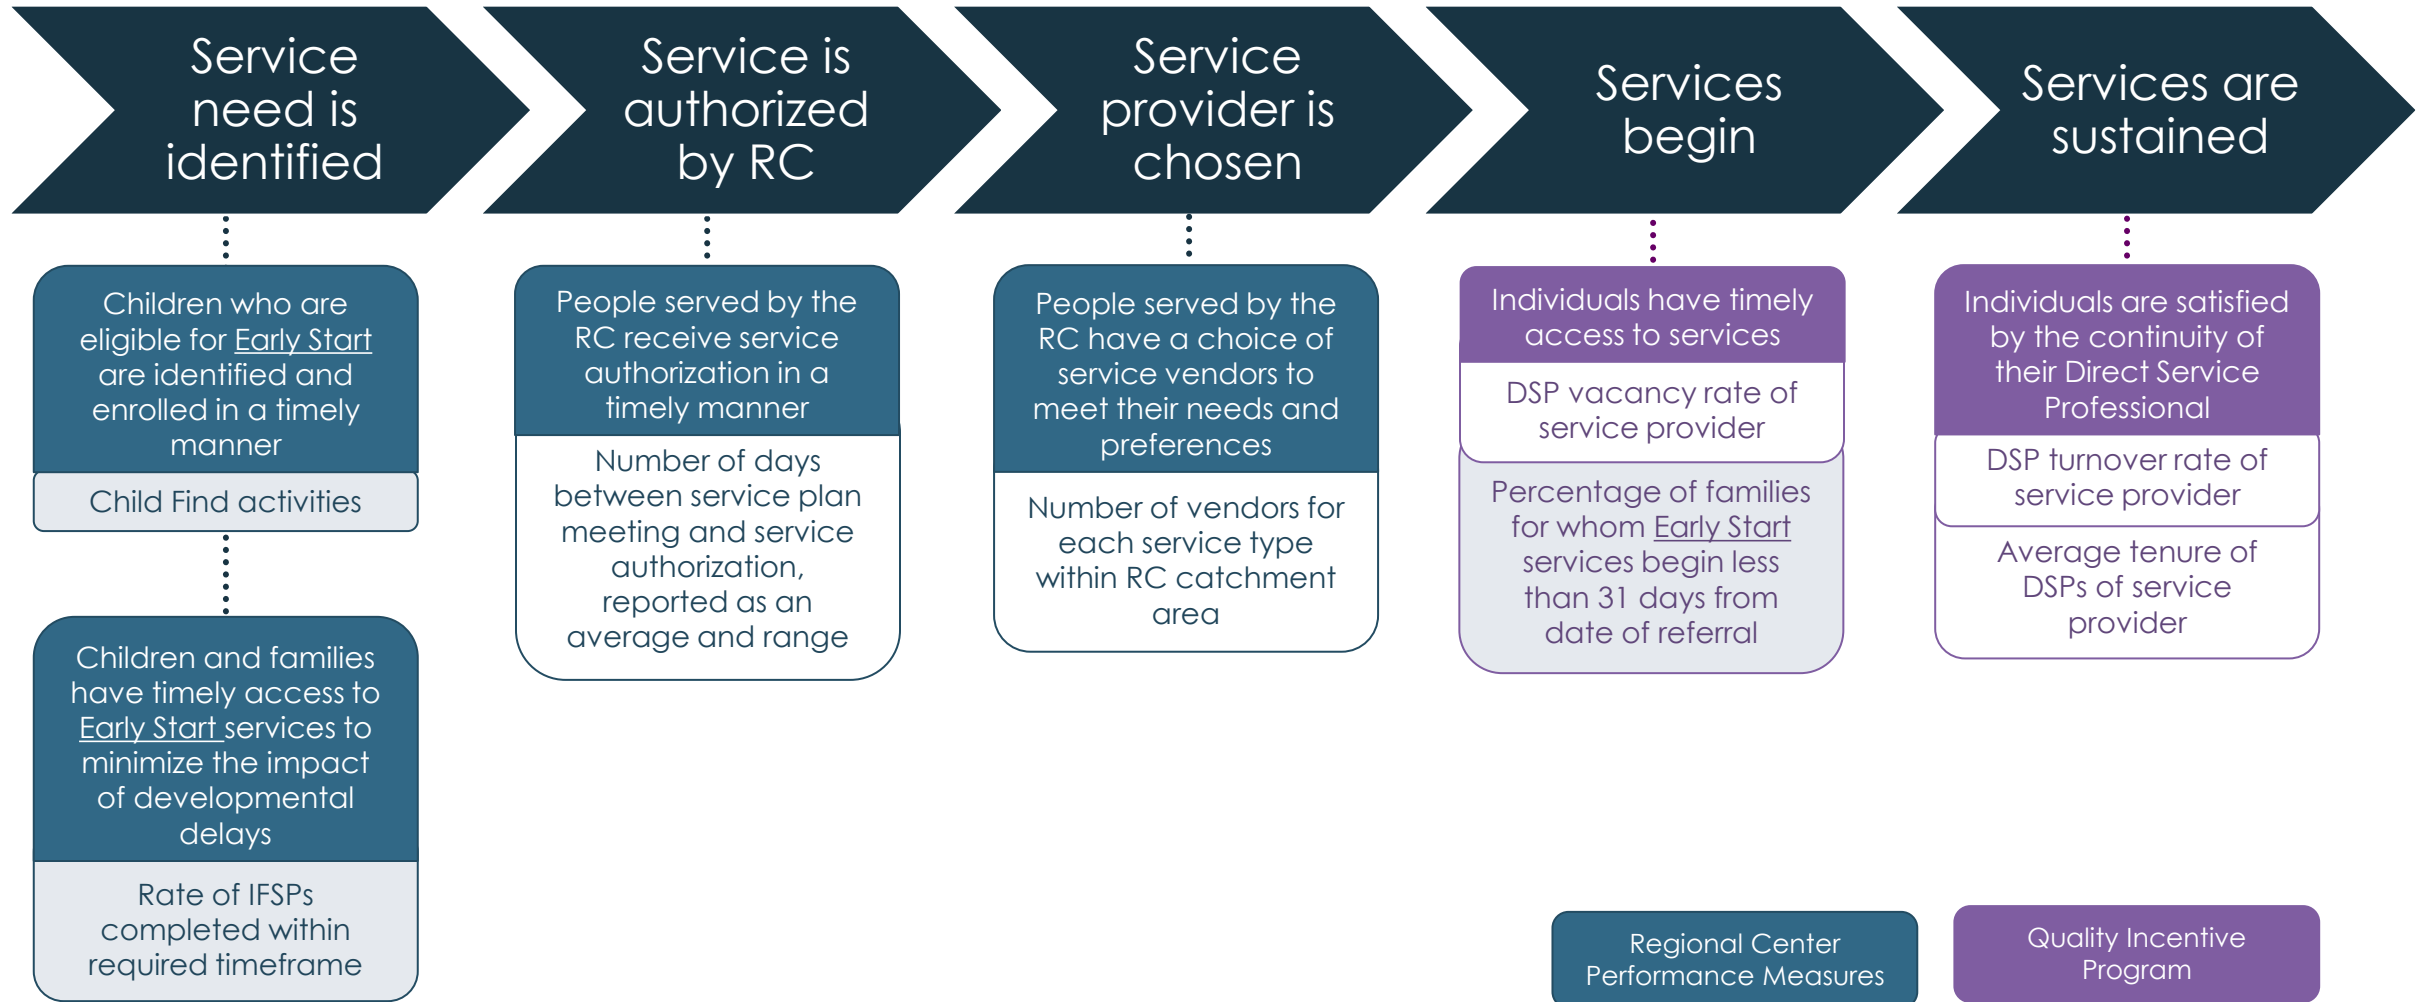 Service
need is
identified
Service is
authorized
by RC
Service
provider is
chosen
Services
begin
Services are
sustained
Children who are
eligible for Early Start
are identified and
enrolled in a timely
manner
Child Find activities
Children and families
have timely access to
Early Start services to
minimize the impact
of developmental
delays
Rate of IFSPs
completed within
required timeframe
People served by the
RC receive service
authorization in a
timely manner
Number of days
between service plan
meeting and service
authorization,
reported as an
average and range
People served by the
RC have a choice of
service vendors to
meet their needs and
preferences
Number of vendors for
each service type
within RC catchment
area
Individuals have timely
access to services
DSP vacancy rate of
service provider
Percentage of families
for whom Early Start
services begin less
than 31 days from
date of referral
Individuals are satisfied
by the continuity of
their Direct Service
Professional
DSP turnover rate of
service provider
Average tenure of
DSPs of service
provider
Regional Center
Performance Measures
Quality Incentive
Program